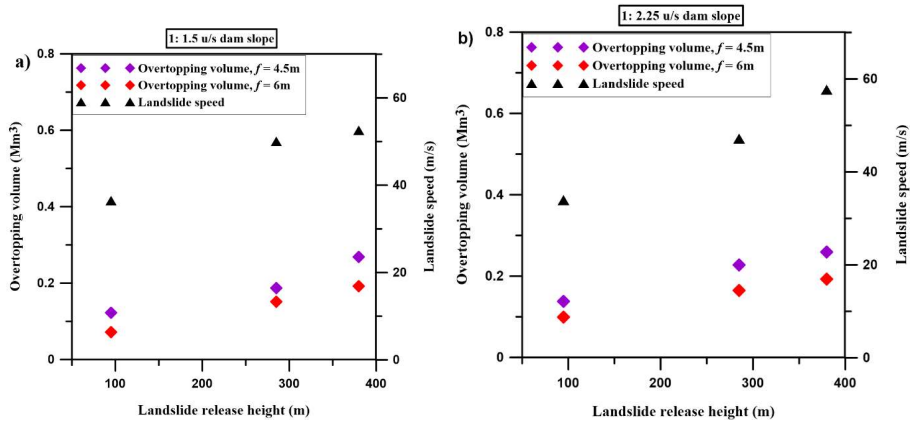 1: 1.5 u/s dam slope
a)
Overtopping volume, f = 4.5m
Overtopping volume, f = 6m
Landslide speed
0.8
0.6
0.4
0.2
0
60
40
20
0
100
200
300
400
Overtopping volume (Mm3)
Landslide speed (m/s)
Landslide release height (m)
1: 2.25 u/s dam slope
b)
Overtopping volume, f = 4.5m
Overtopping volume, f = 6m
Landslide speed
0.8
0.6
0.4
0.2
0
60
40
20
0
100
200
300
400
Overtopping volume (Mm3)
Landslide speed (m/s)
Landslide release height (m)